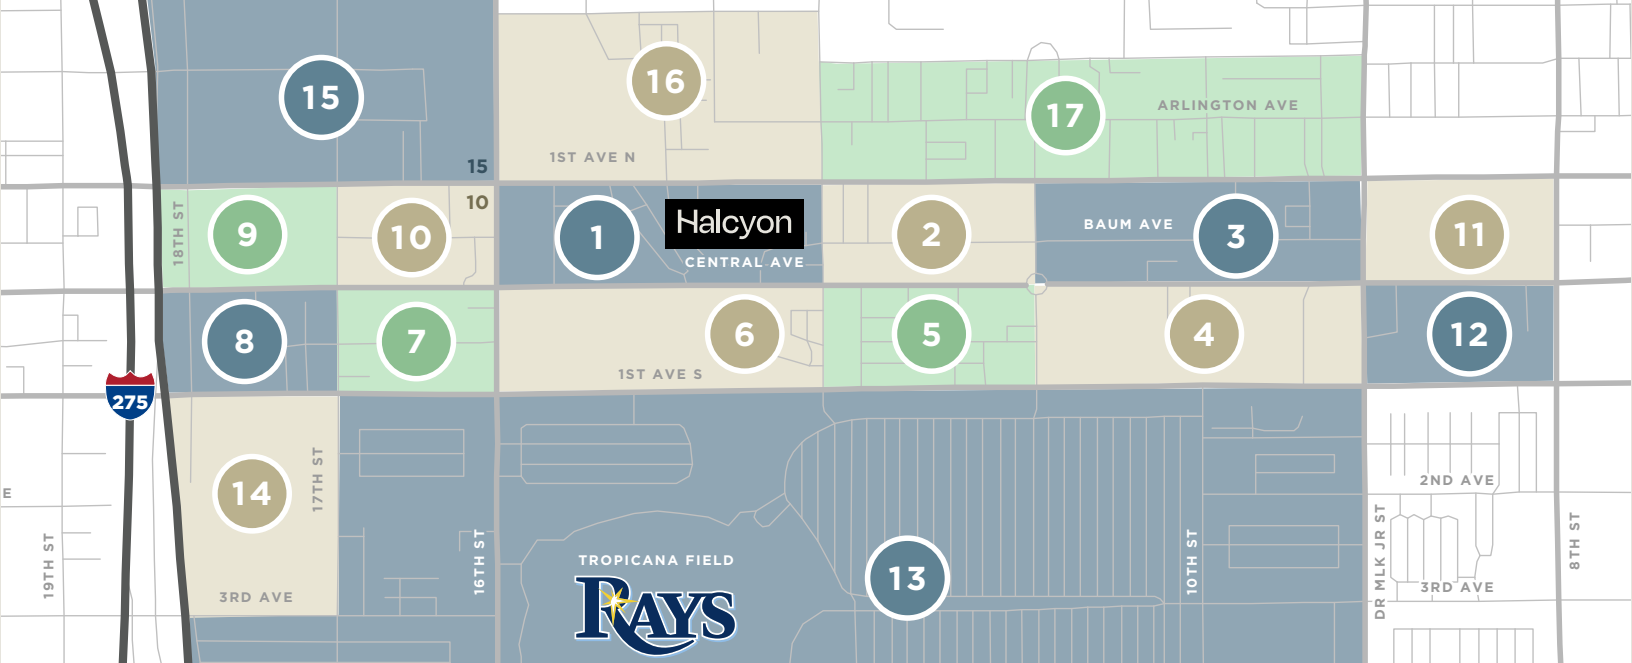 16
15
17
ARLINGTON AVE
1ST AVE N
15
10
18TH ST
9
10
1
Halcyon
CENTRAL AVE
2
BAUM AVE
3
11
8
7
6
5
4
12
1ST AVE S
275
17TH ST
14
3RD AVE
E
19TH ST
16TH ST
TROPICANA FIELD
RAYS
13
10TH ST
2ND AVE
DR MLK JR ST
3RD AVE
8TH ST